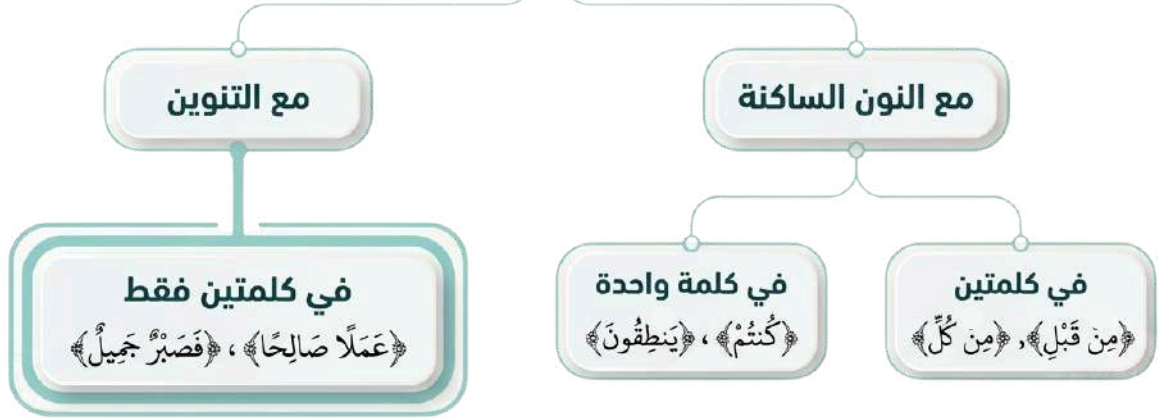 مع النون الساكنة
مع التنوين
في كلمتين
﴿مِن قَبْلِ﴾, ﴿مِن كُلِّ﴾
في كلمة واحدة
﴿كُنتُمْ﴾ ، ﴿يَنطِقُونَ﴾
في كلمتين فقط
﴿عَمَلًا صَالِحًا﴾ ، ﴿فَصَبْرٌ جَمِيلٌ﴾